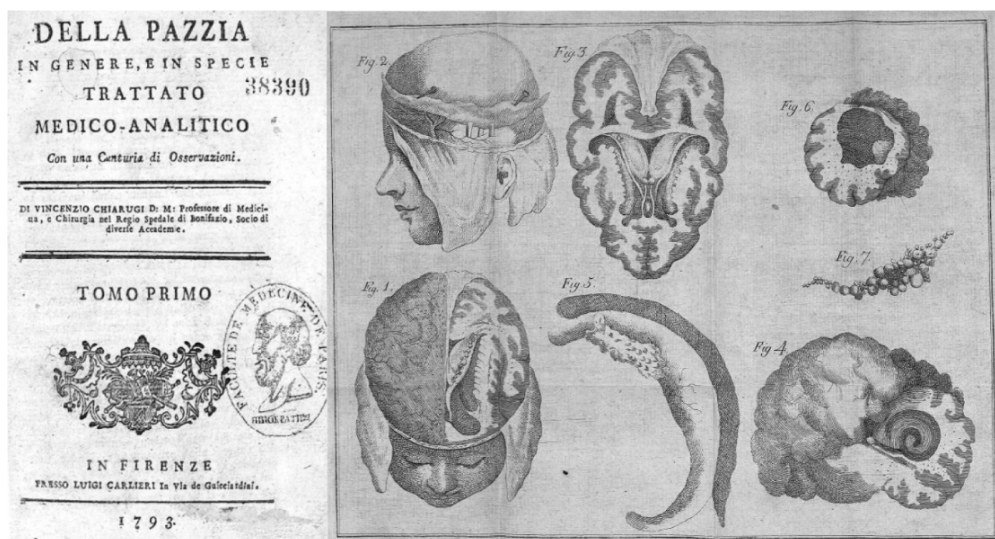 DELLA PAZZIA
IN GENERE, E IN SPECIE
TRATTATO
38390
MEDICO-ANALITICO
Con una Centuria di Osservazioni.
DI VINCENZIO CHIARUGI D: M: Professore di Medici-
na, e Chirurgia nel Regio Spedale di Bonifazio, Socio di
diverse Accademie.
TOMO PRIMO
FACULTÉ DE MEDECINE DE PARIS
IN FIRENZE
PRESSO LUIGI CARLIERI In Via de Guicciardini.
1793.
Fig. 2.
Fig. 3.
Fig. 6.
Fig. 7.
Fig. 1.
Fig. 5.
Fig. 4.